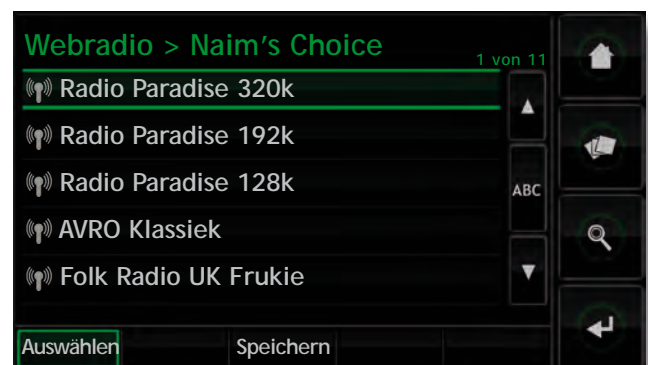 Webradio > Naim's Choice
1 von 11
Radio Paradise 320k
Radio Paradise 192k
Radio Paradise 128k
ABC
AVRO Klassiek
Folk Radio UK Frukie
Auswählen
Speichern